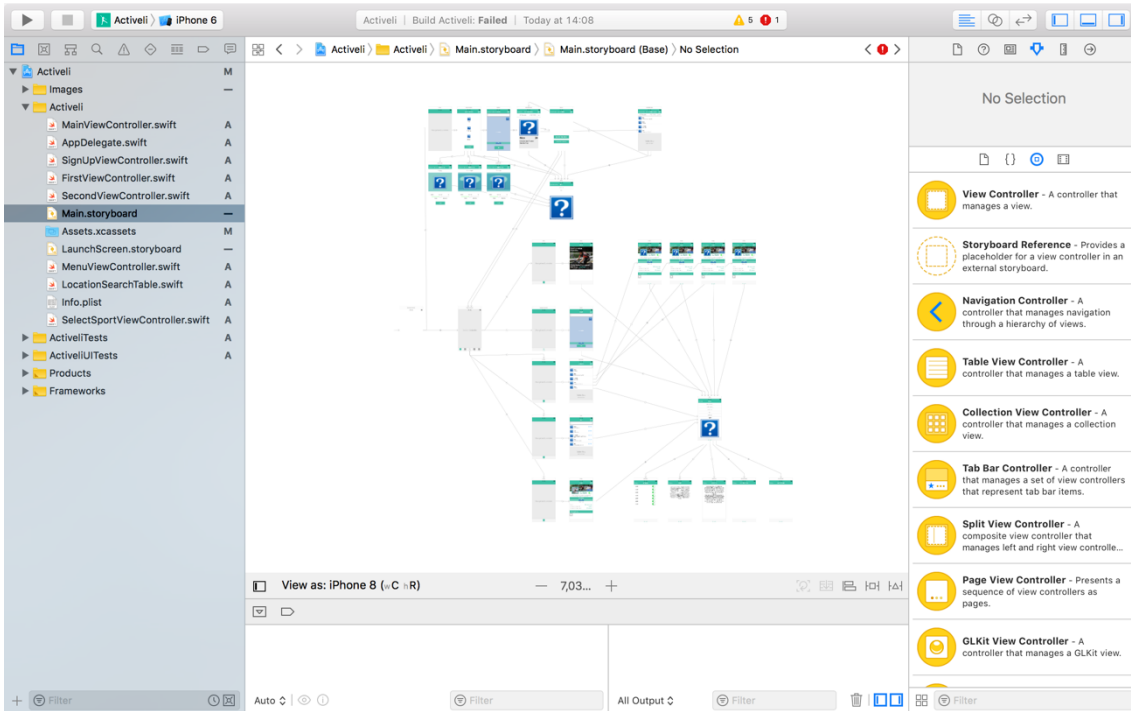 Activeli
iPhone 6
Activeli | Build Activeli: Failed | Today at 14:08
5
1
Activeli
Activeli
Main.storyboard
Main.storyboard (Base)
No Selection
Activeli M
Images —
Activeli
MainViewController.swift A
AppDelegate.swift A
SignUpViewController.swift A
FirstViewController.swift A
SecondViewController.swift A
Main.storyboard —
Assets.xcassets M
LaunchScreen.storyboard —
MenuViewController.swift A
LocationSearchTable.swift A
Info.plist A
SelectSportViewController.swift A
ActiveliTests A
ActiveliUITests A
Products
Frameworks
Filter
View as: iPhone 8 (wC hR)
7,03...
Auto
Filter
All Output
Filter
No Selection
View Controller - A controller that
manages a view.
Storyboard Reference - Provides a
placeholder for a view controller in an
external storyboard.
Navigation Controller - A
controller that manages navigation
through a hierarchy of views.
Table View Controller - A
controller that manages a table view.
Collection View Controller - A
controller that manages a collection
view.
Tab Bar Controller - A controller
that manages a set of view controllers
that represent tab bar items.
Split View Controller - A
composite view controller that
manages left and right view controlle...
Page View Controller - Presents a
sequence of view controllers as
pages.
GLKit View Controller - A
controller that manages a GLKit view.
Filter